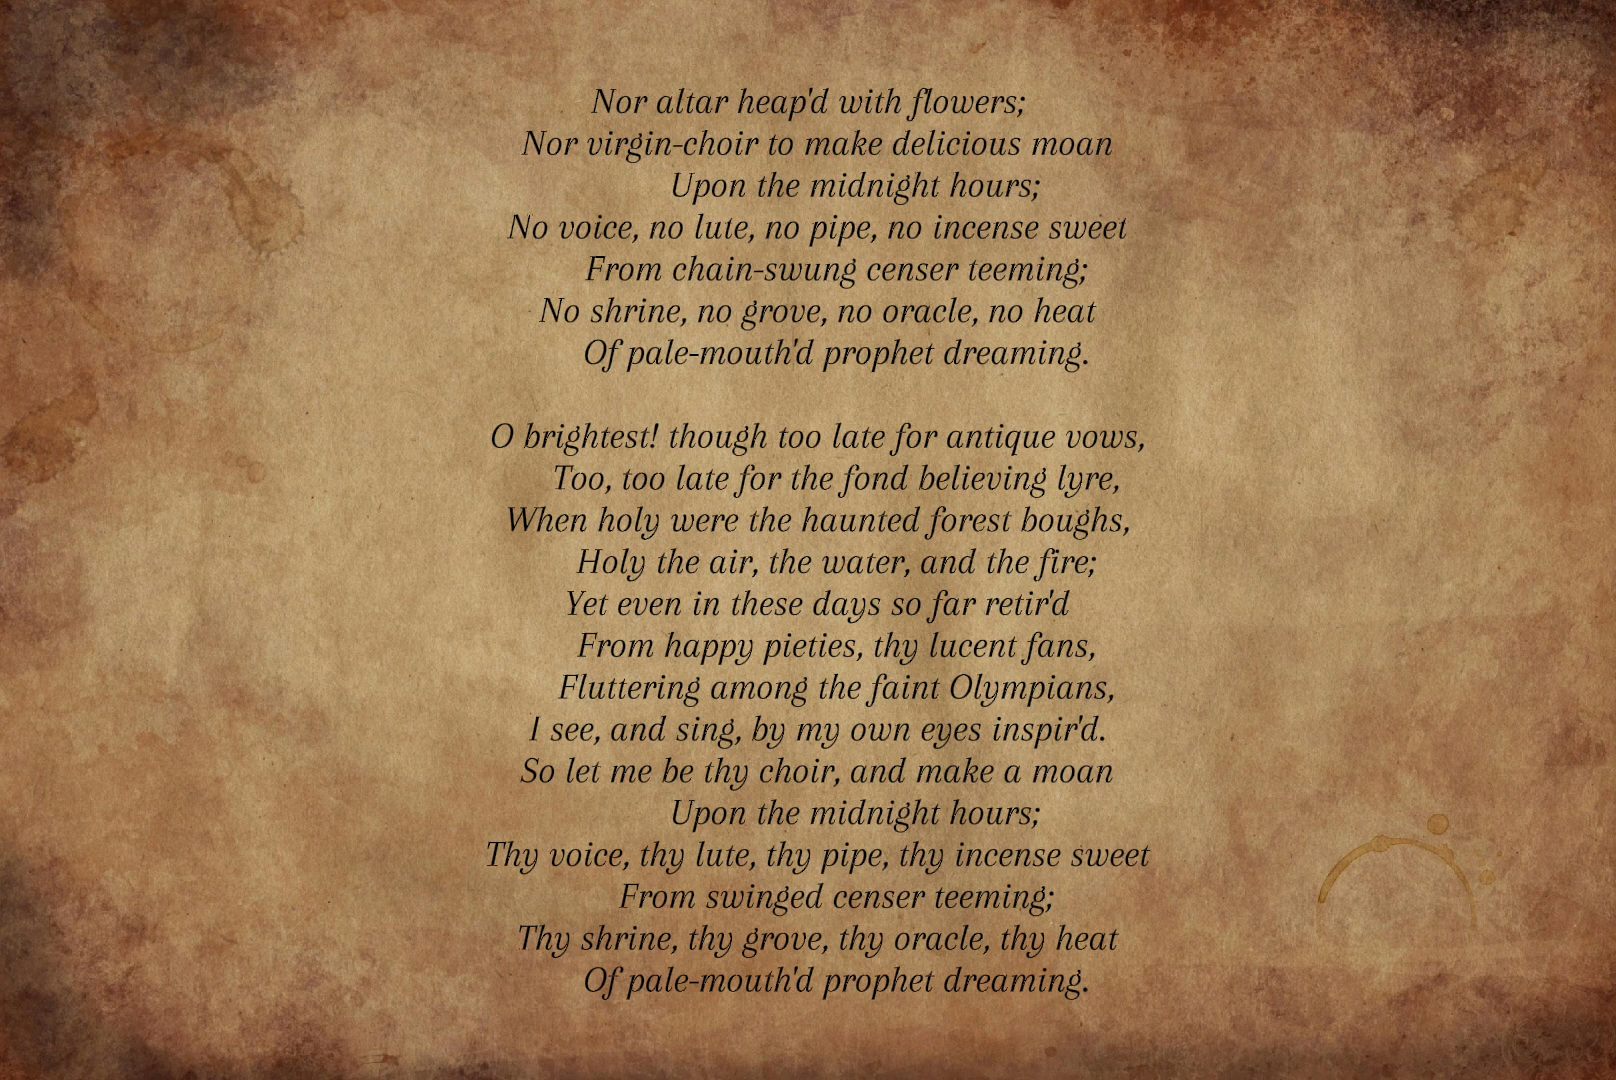 Nor altar heap'd with flowers;
Nor virgin-choir to make delicious moan
Upon the midnight hours;
No voice, no lute, no pipe, no incense sweet
From chain-swung censer teeming;
No shrine, no grove, no oracle, no heat
Of pale-mouth'd prophet dreaming.

O brightest! though too late for antique vows,
Too, too late for the fond believing lyre,
When holy were the haunted forest boughs,
Holy the air, the water, and the fire;
Yet even in these days so far retir'd
From happy pieties, thy lucent fans,
Fluttering among the faint Olympians,
I see, and sing, by my own eyes inspir'd.
So let me be thy choir, and make a moan
Upon the midnight hours;
Thy voice, thy lute, thy pipe, thy incense sweet
From swinged censer teeming;
Thy shrine, thy grove, thy oracle, thy heat
Of pale-mouth'd prophet dreaming.